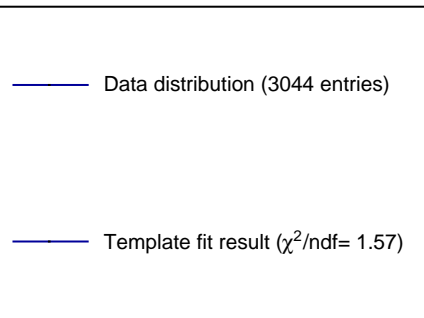 Data distribution (3044 entries)
Template fit result (χ²/ndf= 1.57)